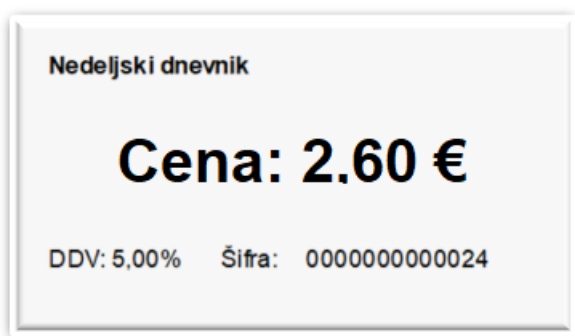 Nedeljski dnevnik
Cena: 2,60 €
DDV: 5,00% Šifra: 0000000000024